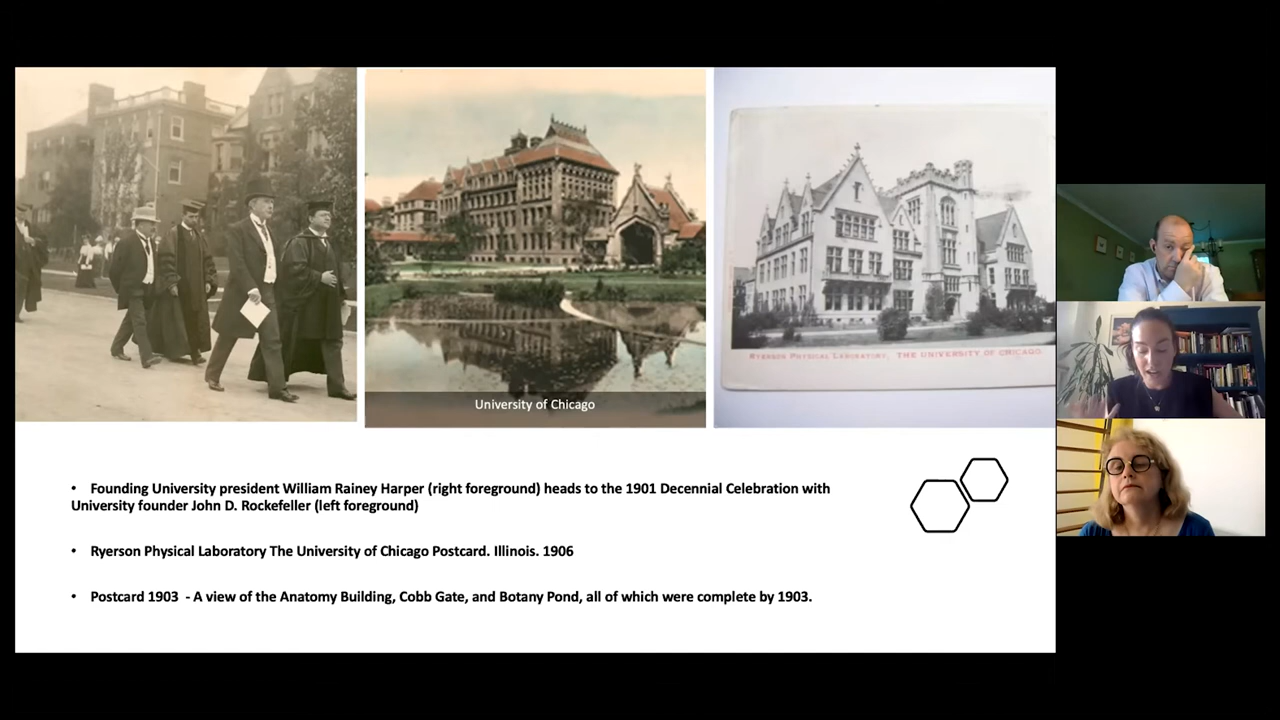 University of Chicago
RYERSON PHYSICAL LABORATORY, THE UNIVERSITY OF CHICAGO.
• Founding University president William Rainey Harper (right foreground) heads to the 1901 Decennial Celebration with
University founder John D. Rockefeller (left foreground)
• Ryerson Physical Laboratory The University of Chicago Postcard. Illinois. 1906
• Postcard 1903 - A view of the Anatomy Building, Cobb Gate, and Botany Pond, all of which were complete by 1903.